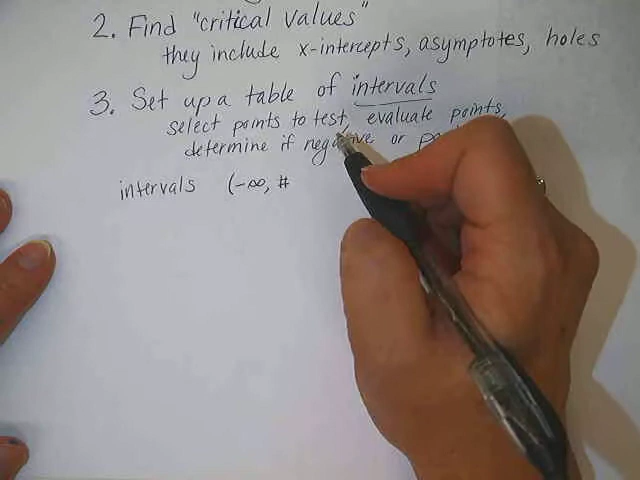 2. Find "critical values"
they include x-intercepts, asymptotes, holes
3. Set up a table of intervals
select points to test, evaluate points,
determine if negative or
intervals (-∞, #